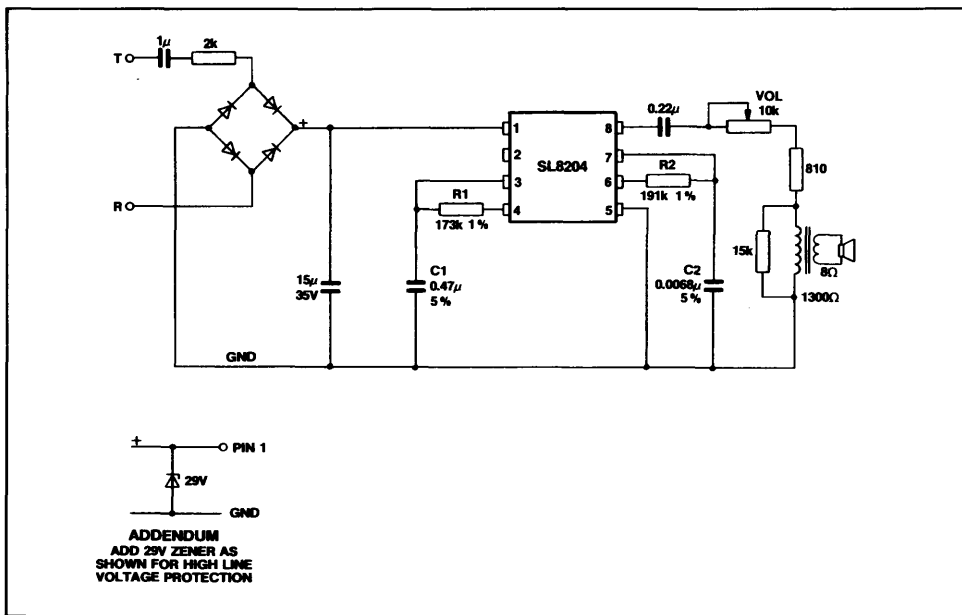 1μ
2k
T
R
+
15μ
35V
GND
R1
173k 1%
C1
0.47μ
5%
1
2
3
4
SL8204
8
7
6
5
0.22μ
VOL
10k
R2
191k 1%
C2
0.0068μ
5%
810
15k
8Ω
1300Ω
+
PIN 1
29V
GND
ADDENDUM
ADD 29V ZENER AS
SHOWN FOR HIGH LINE
VOLTAGE PROTECTION